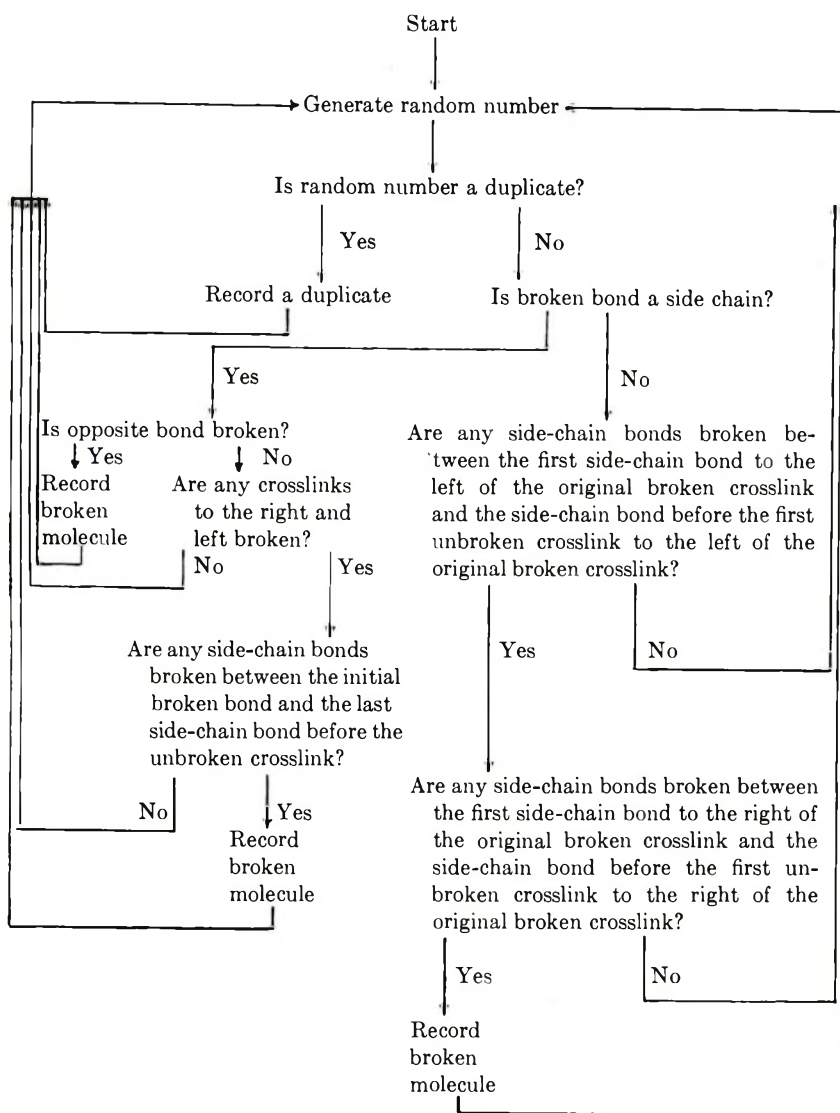 Start
Generate random number
Is random number a duplicate?
Yes
No
Record a duplicate
Is broken bond a side chain?
Yes
No
Is opposite bond broken?
Yes
No
Record
broken
molecule
Are any crosslinks
to the right and
left broken?
No
Yes
Are any side-chain bonds
broken between the initial
broken bond and the last
side-chain bond before the
unbroken crosslink?
No
Yes
Record
broken
molecule
Are any side-chain bonds broken be-
tween the first side-chain bond to the
left of the original broken crosslink
and the side-chain bond before the first
unbroken crosslink to the left of the
original broken crosslink?
Yes
No
Are any side-chain bonds broken between
the first side-chain bond to the right of
the original broken crosslink and the
side-chain bond before the first un-
broken crosslink to the right of the
original broken crosslink?
Yes
No
Record
broken
molecule